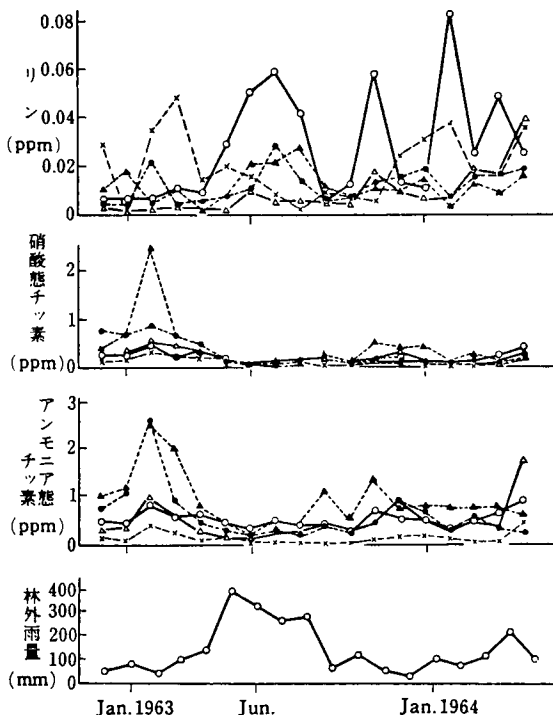 0.08
0.06
0.04
0.02
0
リン
(ppm)
2
1
0
硝酸態チッ素
(ppm)
3
2
1
0
アンモニア態
チッ素
(ppm)
400
300
200
100
0
林外雨量
(mm)
Jan.1963
Jun.
Jan.1964